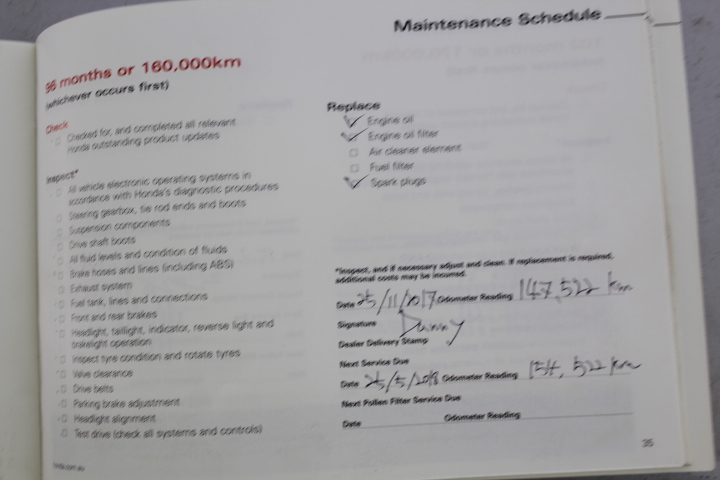 Maintenance Schedule
96 months or 160,000km
(whichever occurs first)
Check
Checked for, and completed all relevant
Honda outstanding product updates
Inspect*
All vehicle electronic operating systems in
accordance with Honda's diagnostic procedures
Steering gearbox, tie rod ends and boots
Suspension components
Drive shaft boots
All fluid levels and condition of fluids
Brake hoses and lines (including ABS)
Exhaust system
Fuel tank, lines and connections
Front and rear brakes
Headlight, taillight, indicator, reverse light and
brakelight operation
Inspect tyre condition and rotate tyres
Valve clearance
Drive belts
Parking brake adjustment
Headlight alignment
Test drive (check all systems and controls)
Replace
Engine oil
Engine oil filter
Air cleaner element
Fuel filter
Spark plugs
*Inspect, and if necessary adjust and clean. If replacement is required,
additional costs may be incurred.
Date 25/11/2017 Odometer Reading 147,522 km
Signature Danny
Dealer Delivery Stamp
Next Service Due
Date 25/5/2018 Odometer Reading 154,522 km
Next Pollen Filter Service Due
Date Odometer Reading
35